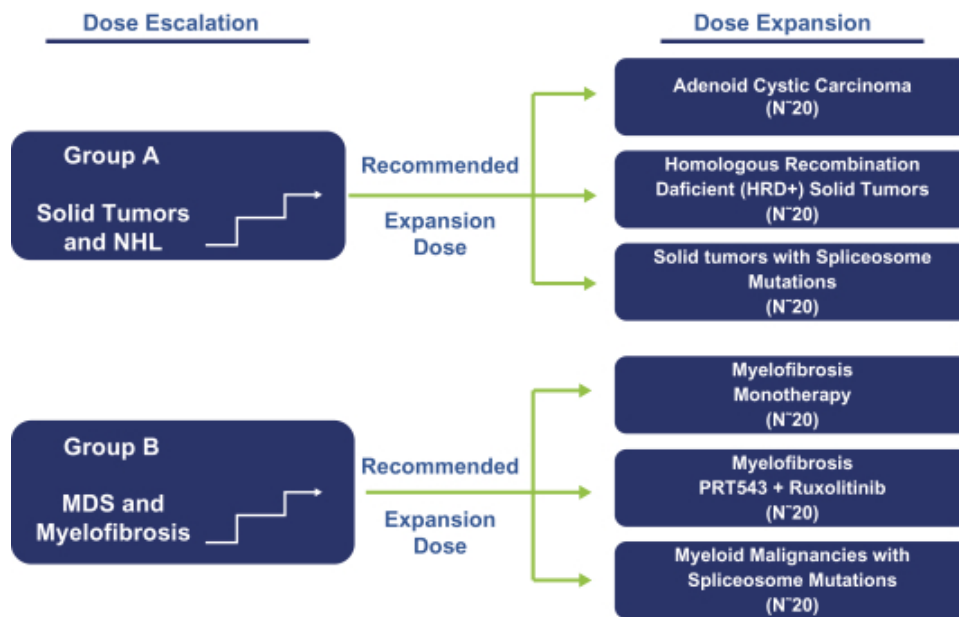 Dose Escalation
Dose Expansion
Group A
Solid Tumors
and NHL
Recommended
Expansion
Dose
Adenoid Cystic Carcinoma
(N˜20)
Homologous Recombination
Daficient (HRD+) Solid Tumors
(N˜20)
Solid tumors with Spliceosome
Mutations
(N˜20)
Group B
MDS and
Myelofibrosis
Recommended
Expansion
Dose
Myelofibrosis
Monotherapy
(N˜20)
Myelofibrosis
PRT543 + Ruxolitinib
(N˜20)
Myeloid Malignancies with
Spliceosome Mutations
(N˜20)